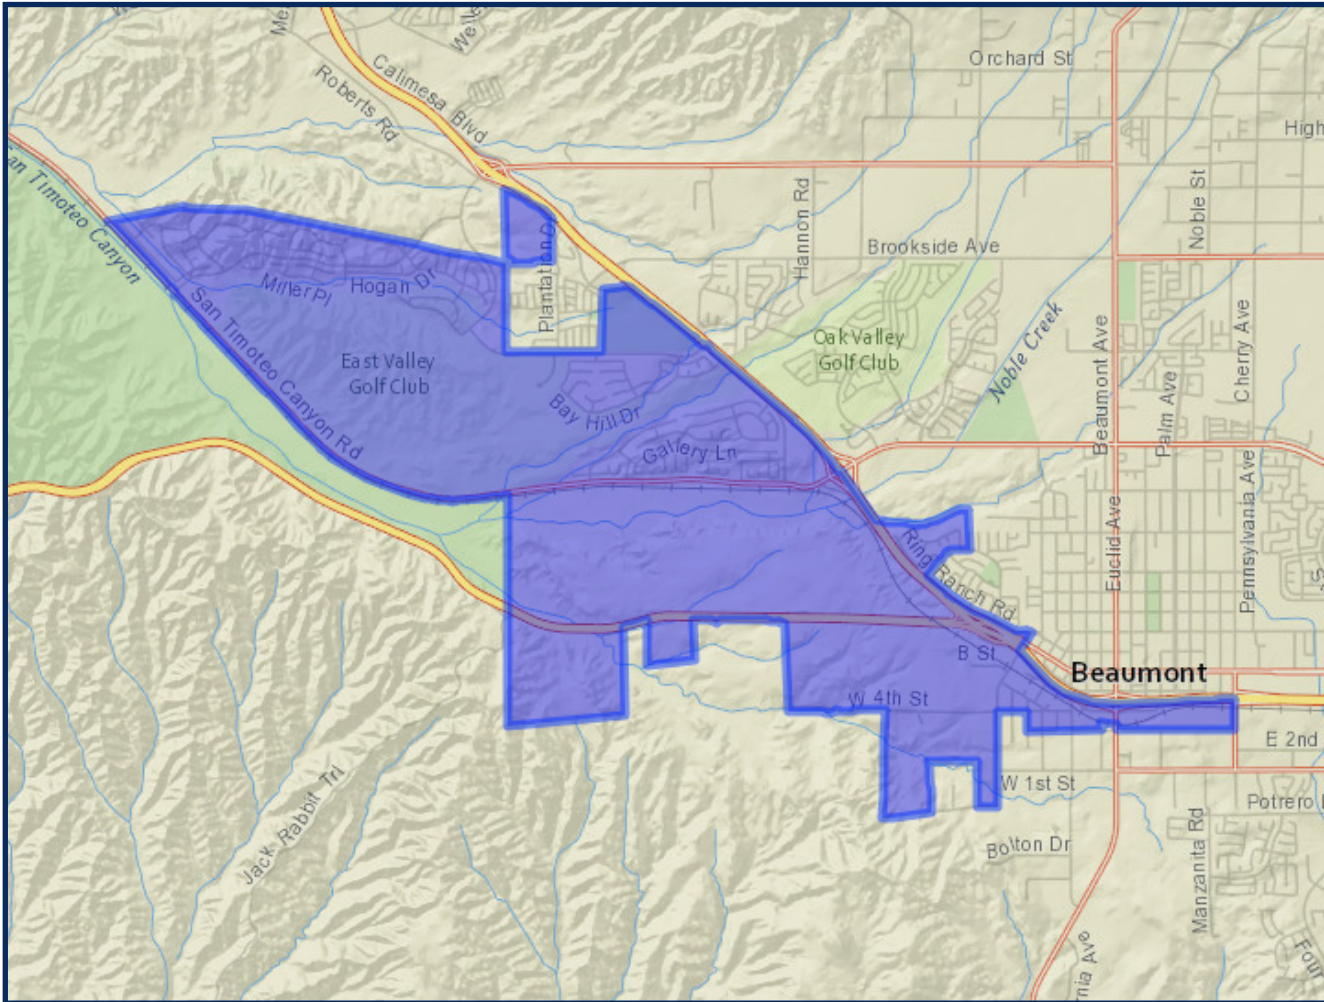 Orchard St
Calimesa Blvd
Roberts Rd
High
Noble St
Hannon Rd
Brookside Ave
San Timoteo Canyon
Plantation Dr
Miller Pl
Hogan Dr
San Timoteo Canyon Rd
East Valley
Golf Club
Oak Valley
Golf Club
Noble Creek
Beaumont Ave
Cherry Ave
Palm Ave
Bay Hill Dr
Gallery Ln
Pennsylvania Ave
Euclid Ave
Ring Ranch Rd
B St
Beaumont
W 4th St
E 2nd
W 1st St
Potrero
Jack Rabbit Trl
Bolton Dr
Manzanita Rd
Four
nia Ave